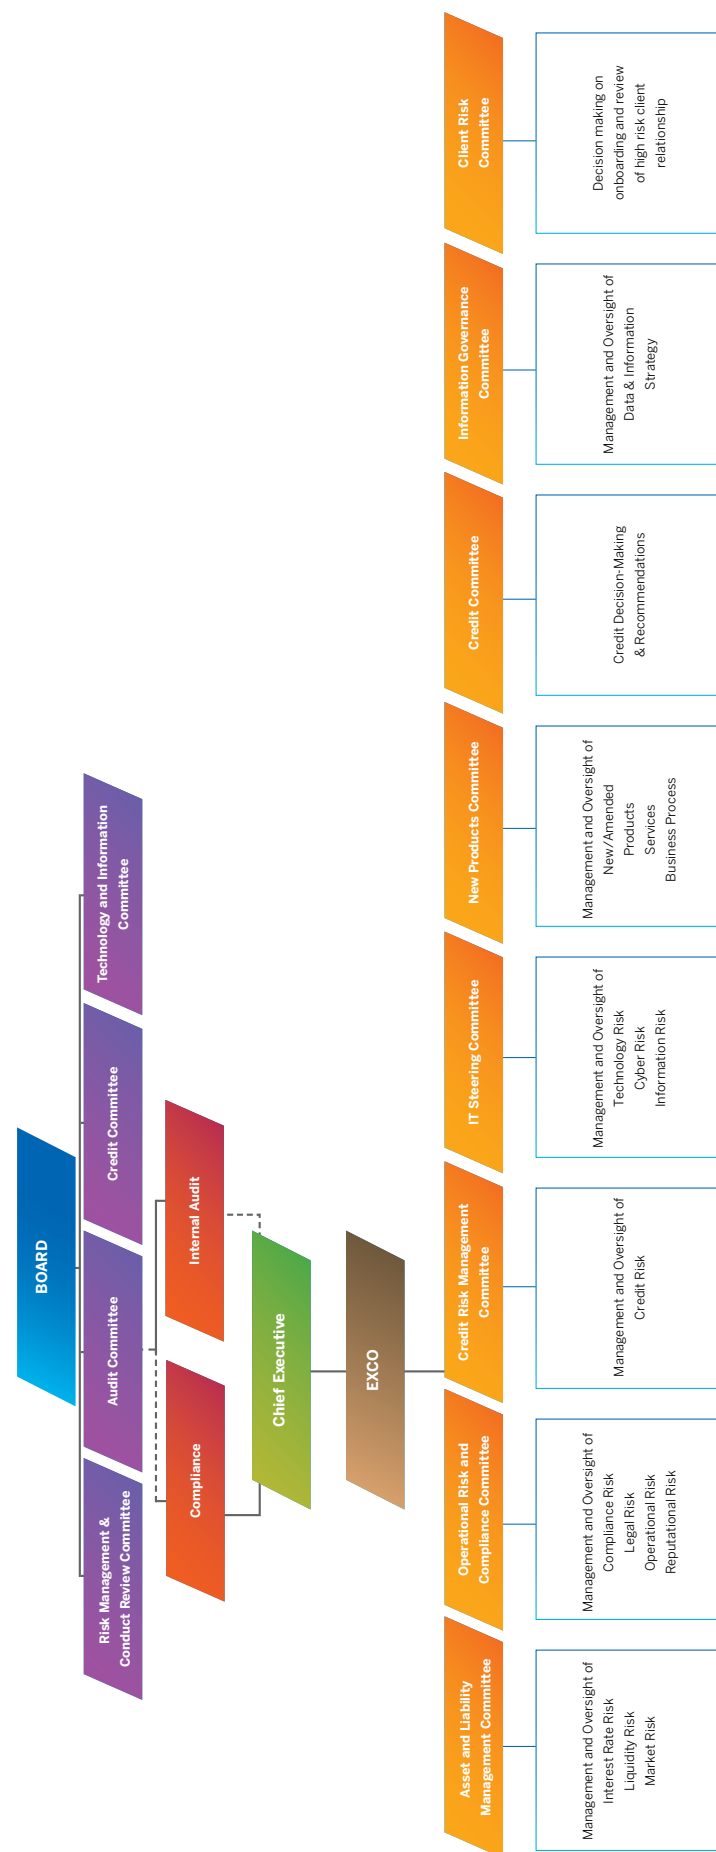 BOARD
Risk Management &
Conduct Review Committee
Audit Committee
Credit Committee
Technology and Information
Committee
Compliance
Internal Audit
Chief Executive
EXCO
Asset and Liability
Management Committee
Operational Risk and
Compliance Committee
Credit Risk Management
Committee
IT Steering Committee
New Products Committee
Credit Committee
Information Governance
Committee
Client Risk
Committee
Management and Oversight of
Interest Rate Risk
Liquidity Risk
Market Risk
Management and Oversight of
Compliance Risk
Legal Risk
Operational Risk
Reputational Risk
Management and Oversight of
Credit Risk
Management and Oversight of
Technology Risk
Cyber Risk
Information Risk
Management and Oversight of
New/Amended
Products
Services
Business Process
Credit Decision-Making
& Recommendations
Management and Oversight of
Data & Information
Strategy
Decision making on
onboarding and review
of high risk client
relationship